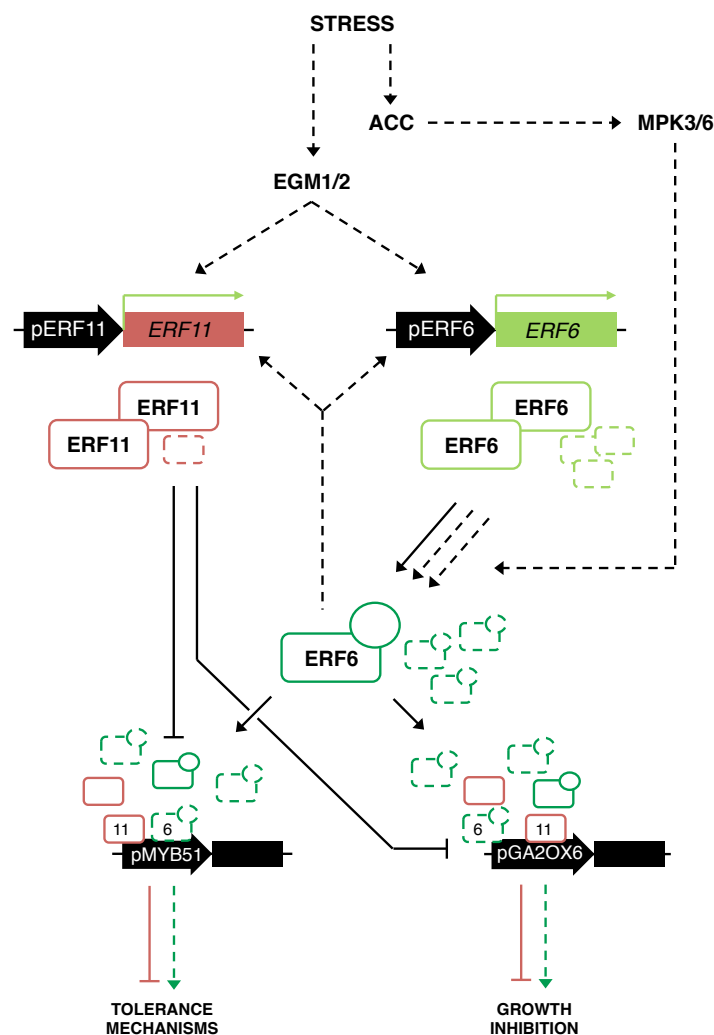 STRESS
ACC
MPK3/6
EGM1/2
pERF11
ERF11
pERF6
ERF6
ERF11
ERF11
ERF6
ERF6
ERF6
11
6
pMYB51
6
11
pGA2OX6
TOLERANCE
MECHANISMS
GROWTH
INHIBITION